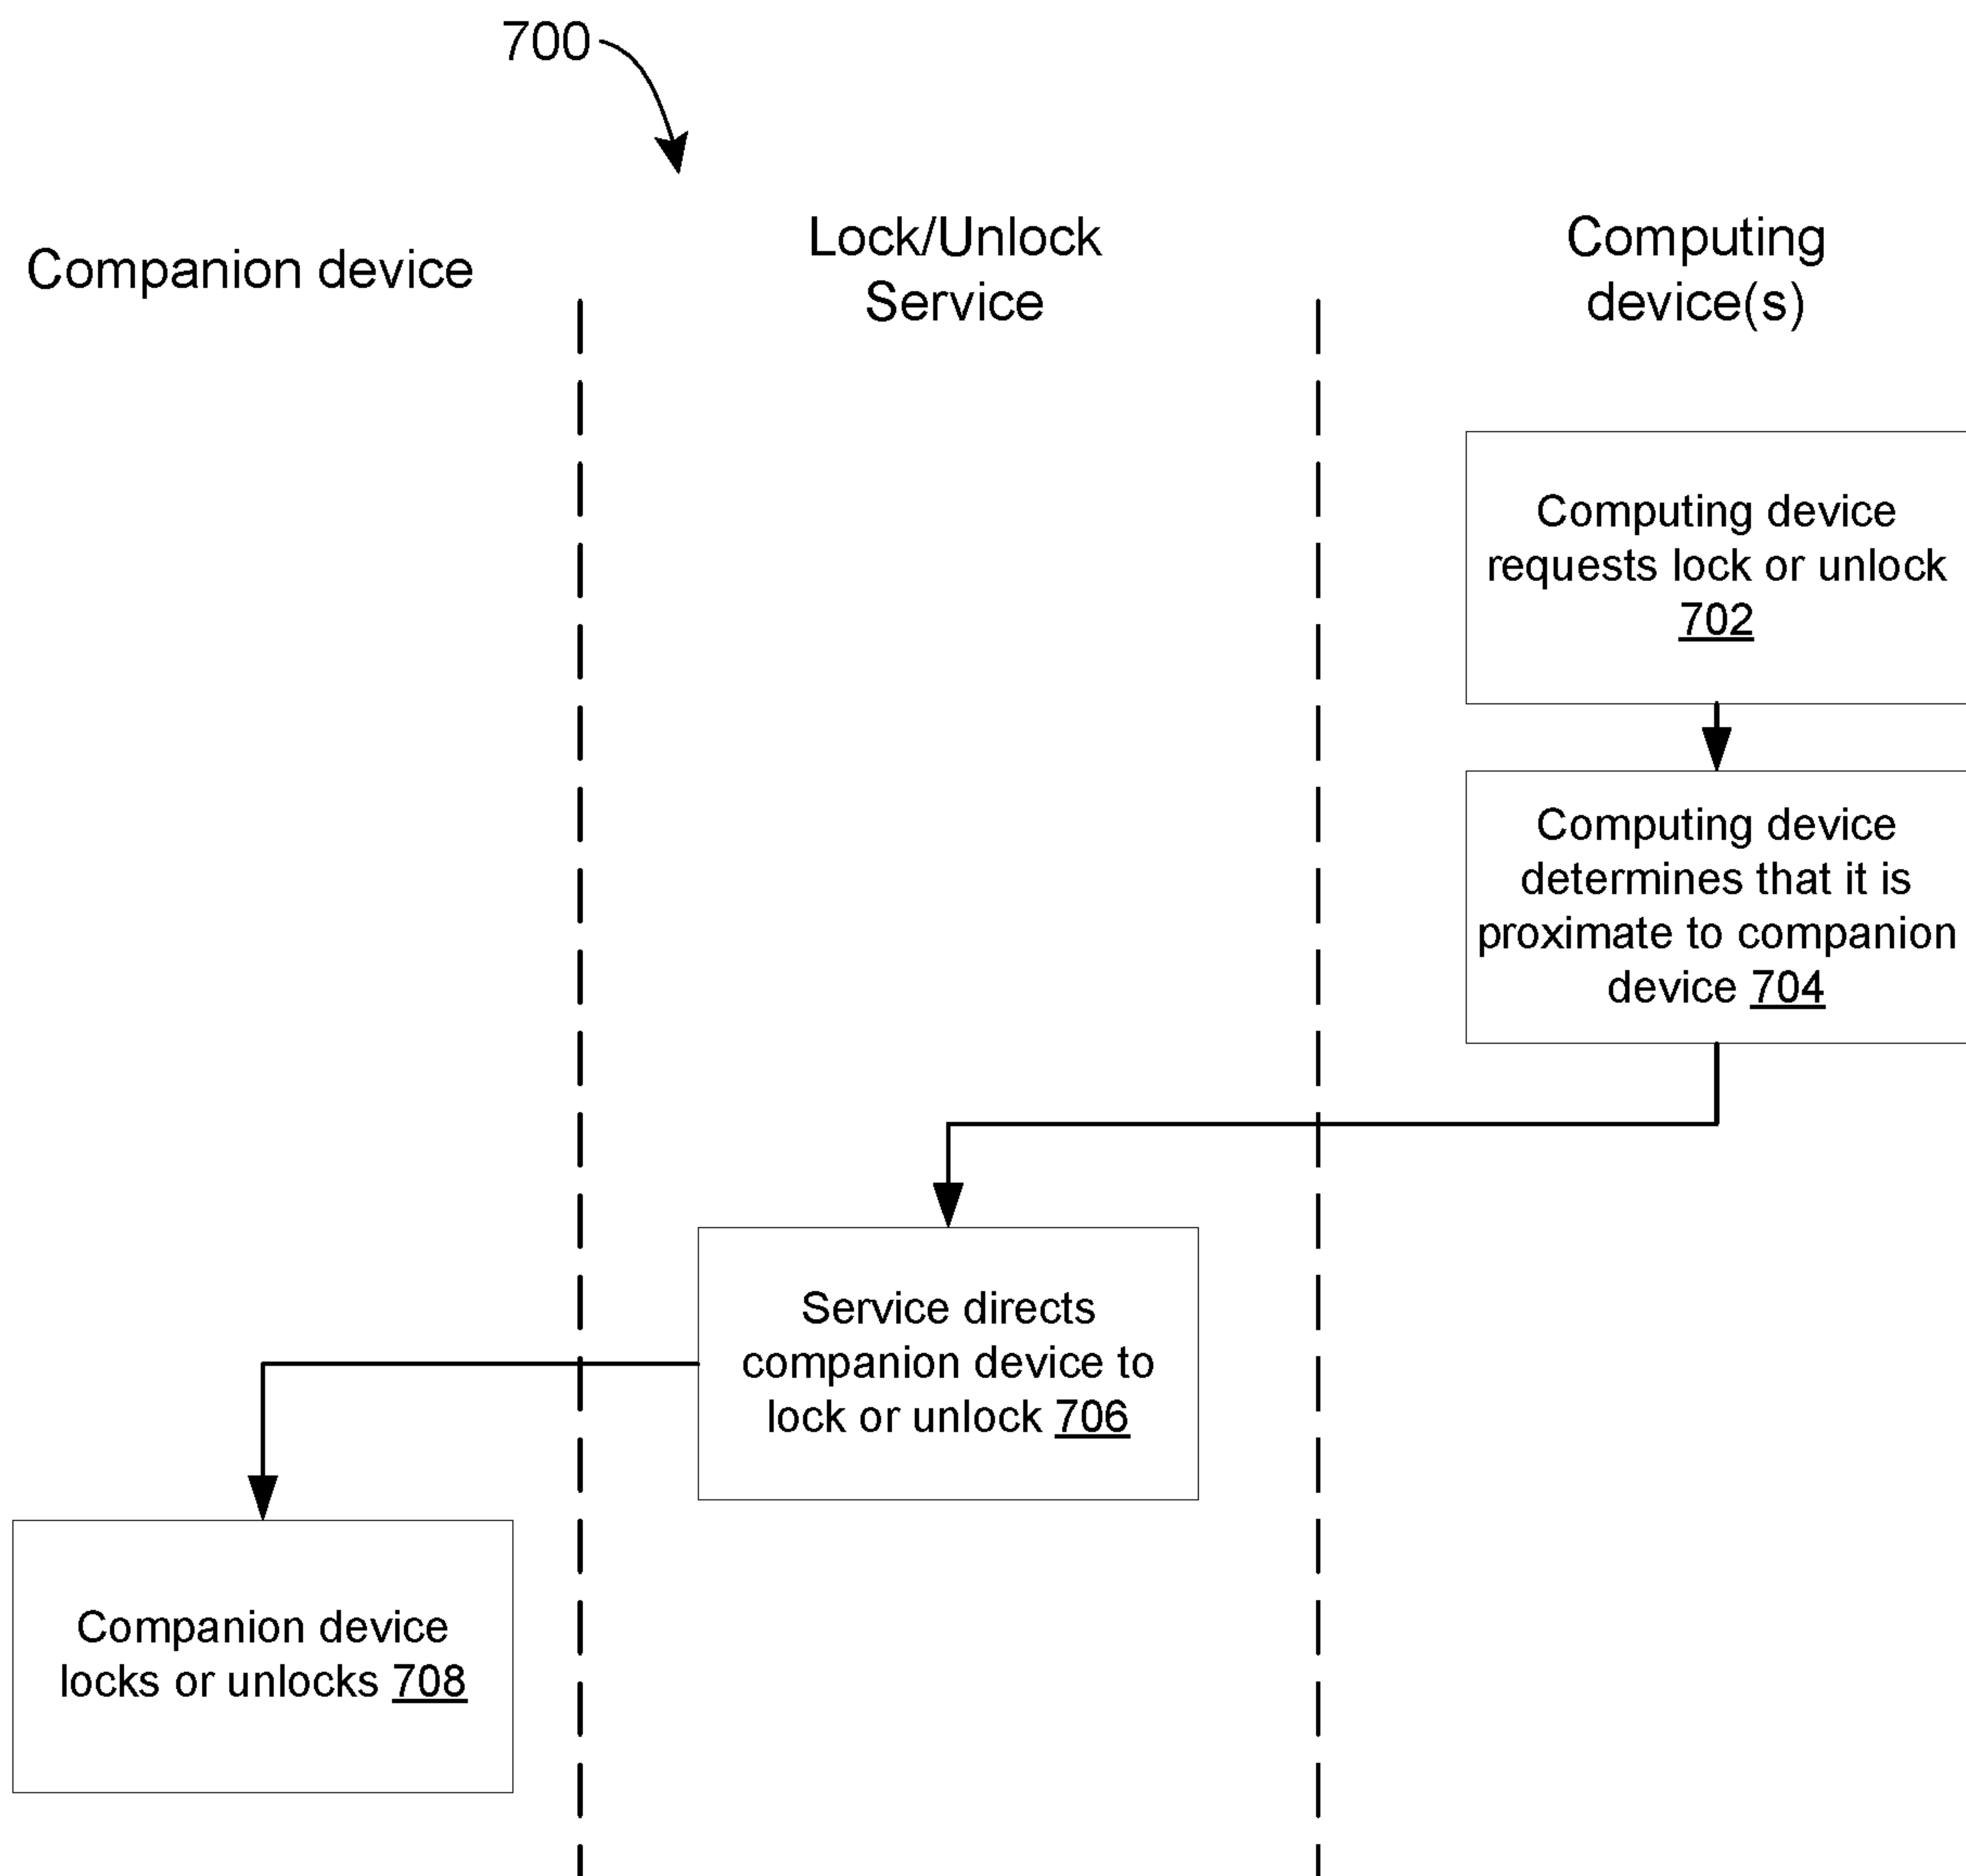 700
Companion device
Lock/Unlock
Service
Computing
device(s)
Computing device
requests lock or unlock
702
Computing device
determines that it is
proximate to companion
device 704
Service directs
companion device to
lock or unlock 706
Companion device
locks or unlocks 708